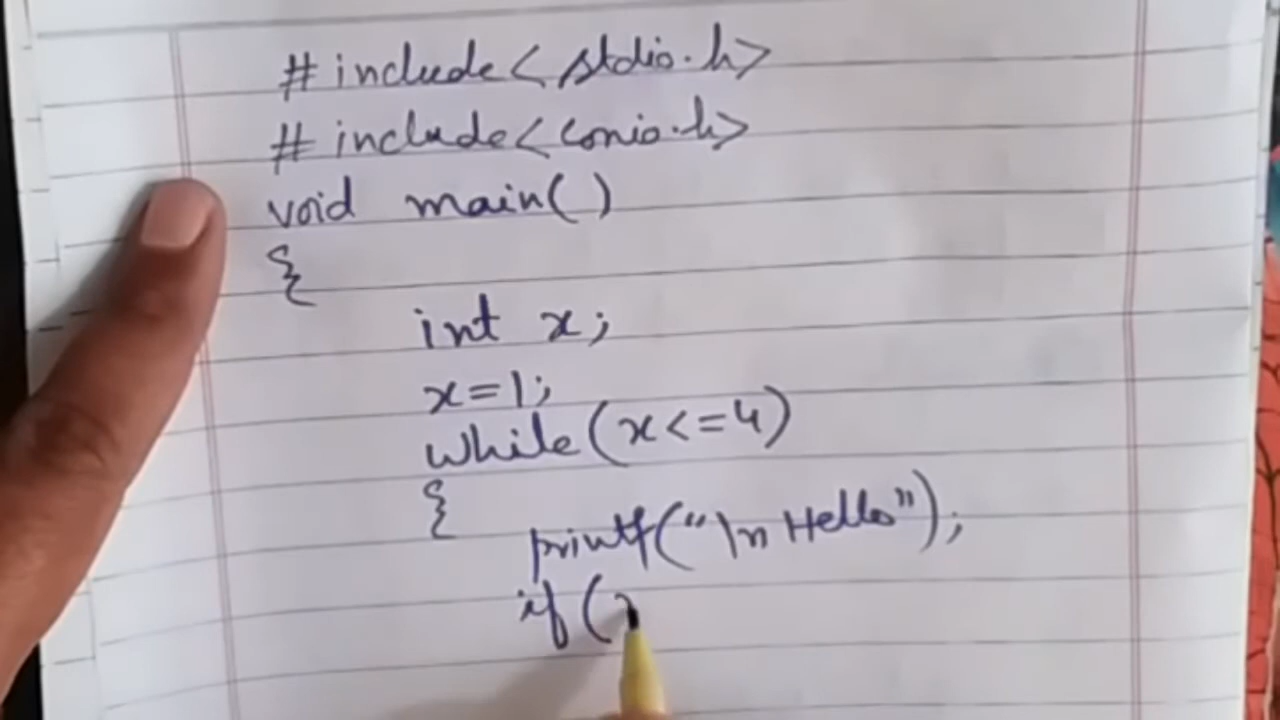 #include<stdio.h>
#include<conio.h>
void main()
{
int x;
x=1;
while(x<=4)
{
printf("\n Hello");
if (